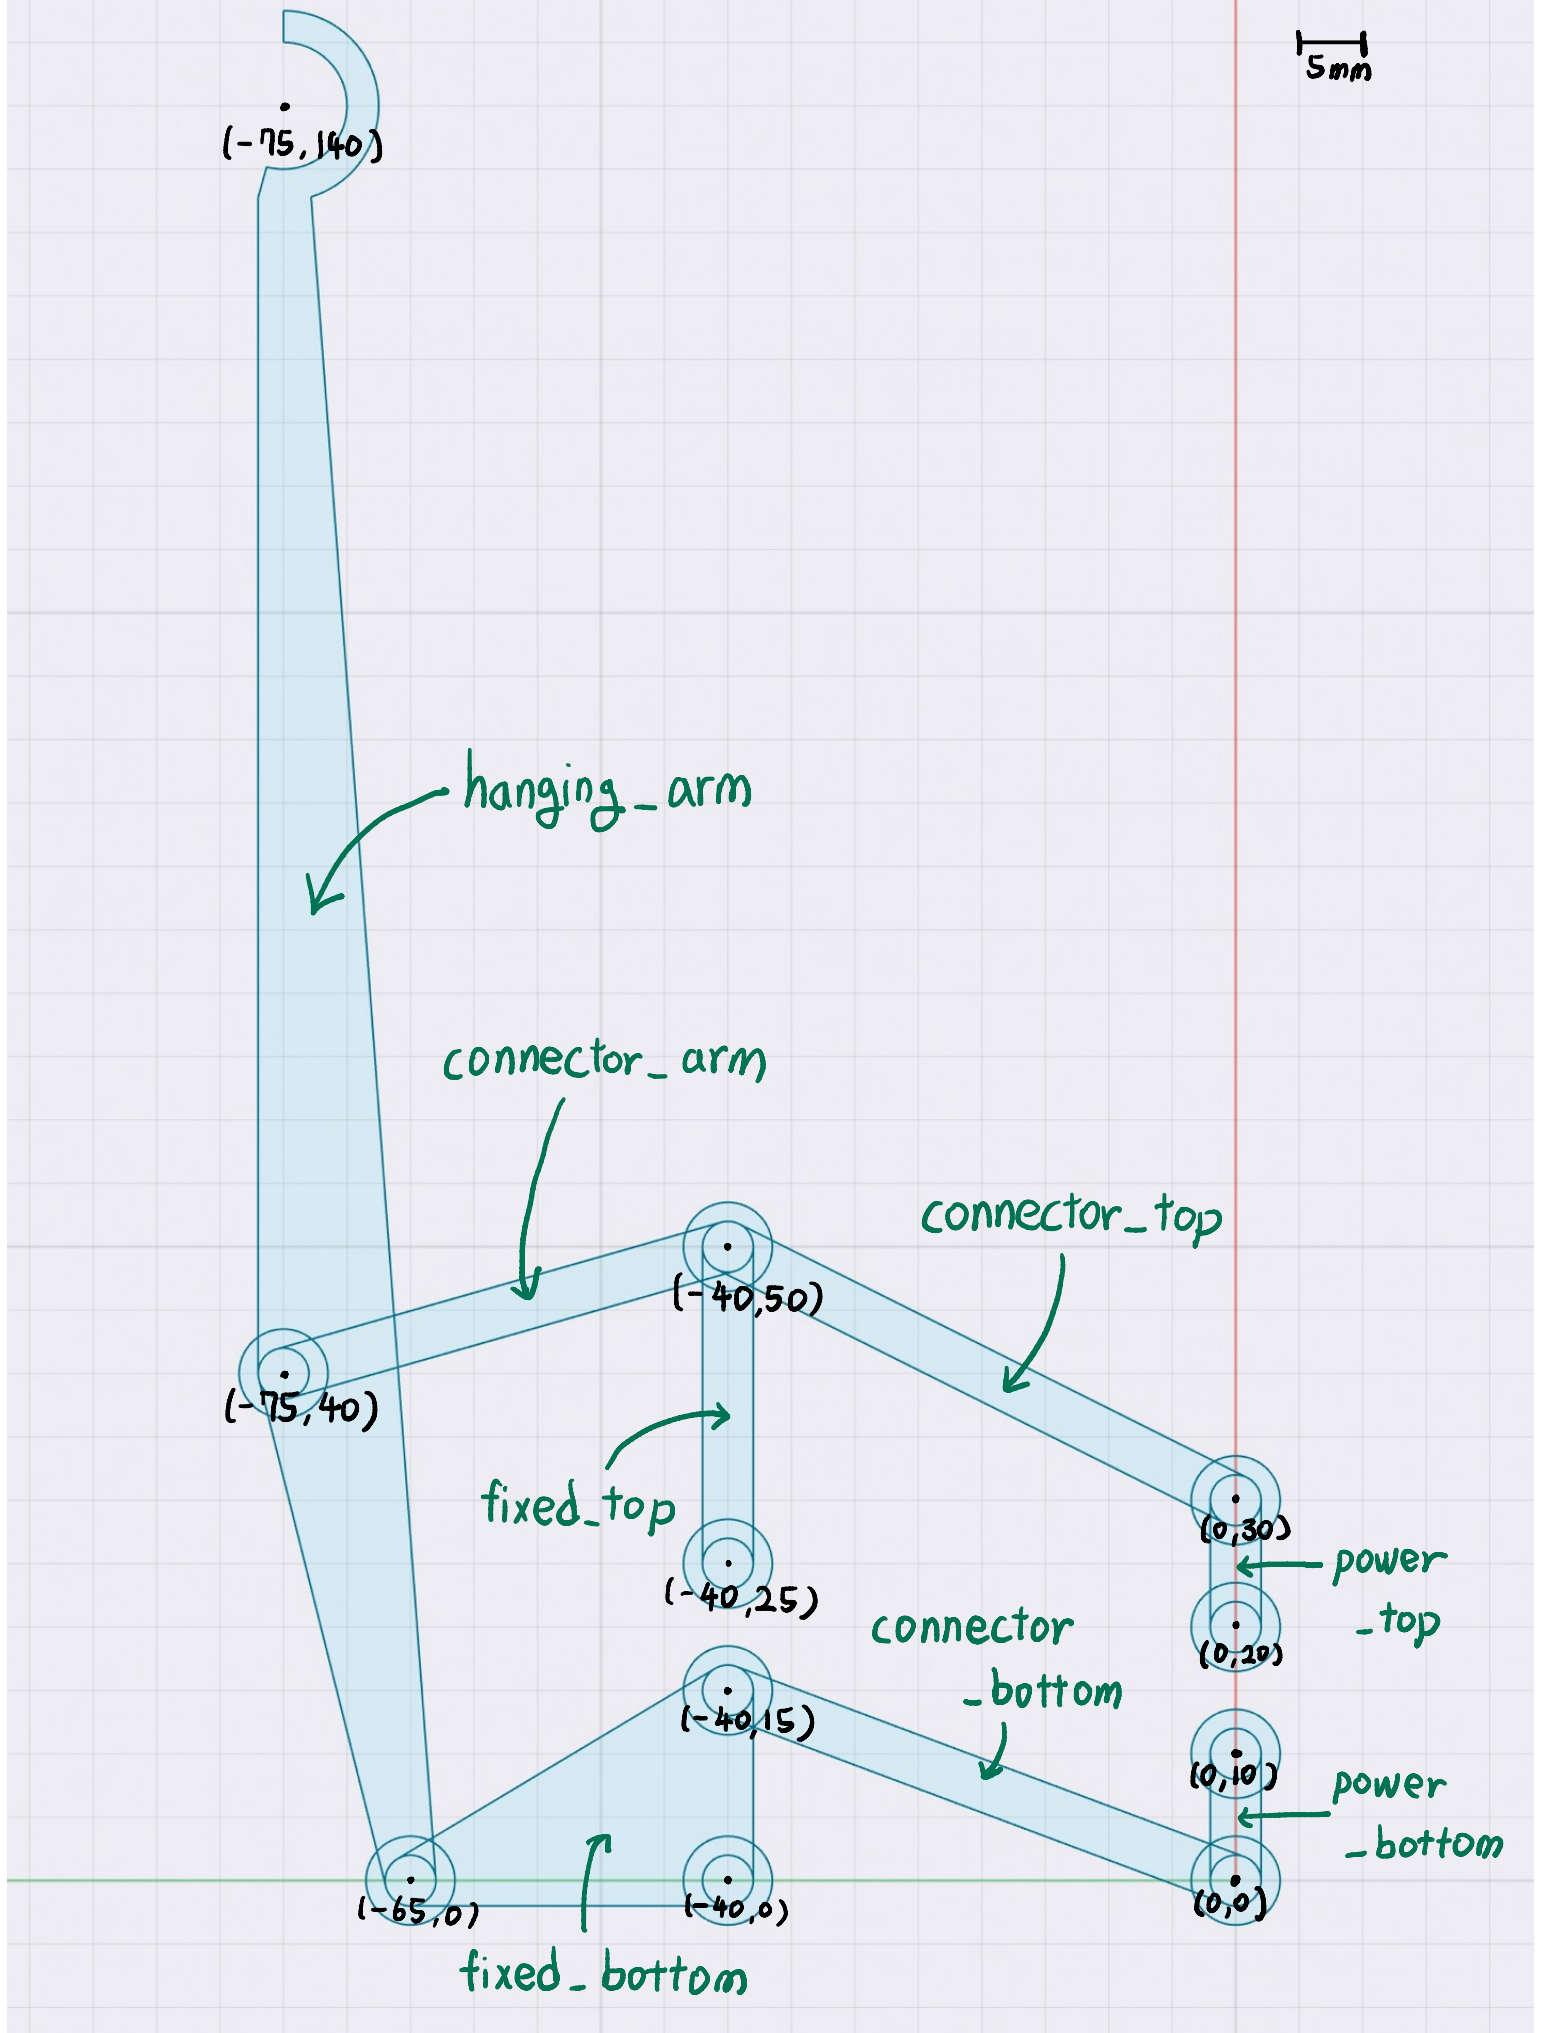 5mm
(-75,140)
hanging_arm
connector_arm
connector_top
(-40,50)
(-75,40)
fixed_top
(0,30)
power
_top
(-40,25)
connector
_bottom
(0,20)
(-40,15)
(0,10)
power
_bottom
(-65,0)
(-40,0)
(0,0)
fixed_bottom